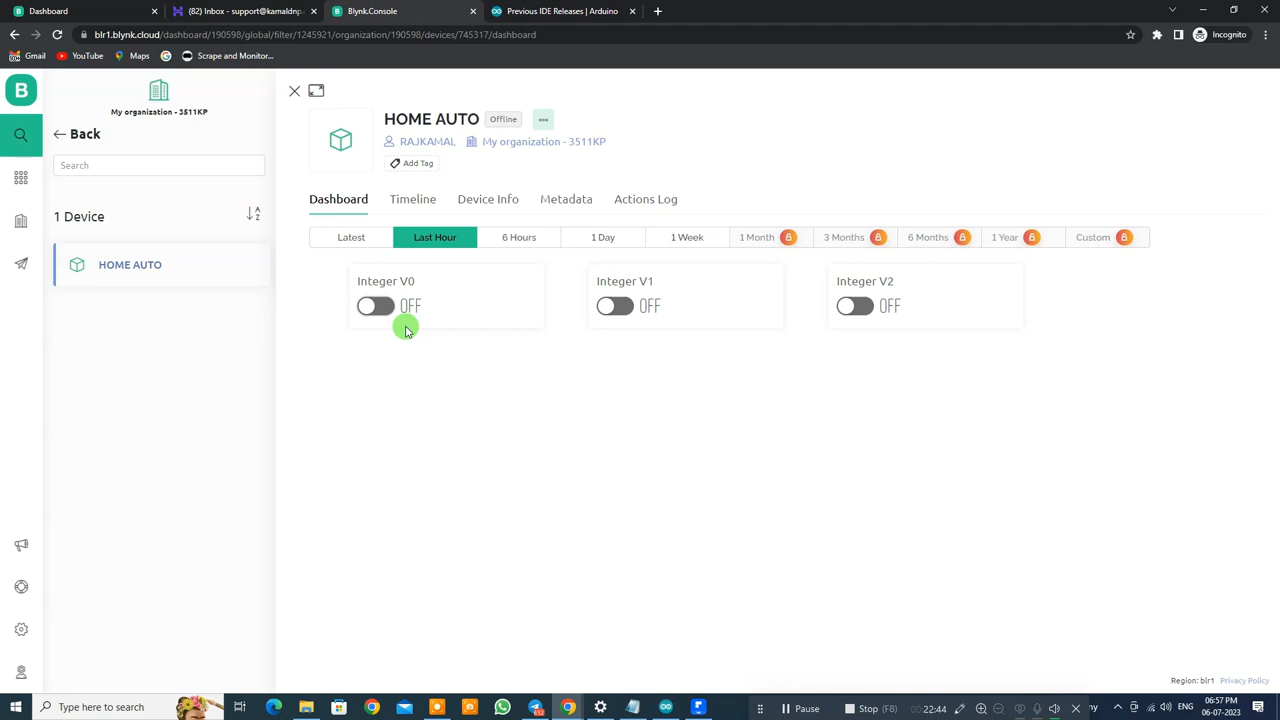 Dashboard
(82) Inbox - support@kamaldnp
Blynk.Console
Previous IDE Releases | Arduino
blr1.blynk.cloud/dashboard/190598/global/filter/1245921/organization/190598/devices/745317/dashboard
Incognito
Gmail
YouTube
Maps
Scrape and Monitor...
B
My organization - 3511KP
Back
Search
1 Device
A
Z
HOME AUTO
HOME AUTO
Offline
RAJKAMAL
My organization - 3511KP
Add Tag
Dashboard
Timeline
Device Info
Metadata
Actions Log
Latest
Last Hour
6 Hours
1 Day
1 Week
1 Month
3 Months
6 Months
1 Year
Custom
Integer V0
OFF
Integer V1
OFF
Integer V2
OFF
Region: blr1
Privacy Policy
Type here to search
Pause
Stop (F8)
00:22:44
ny
ENG
06:57 PM
06-07-2023